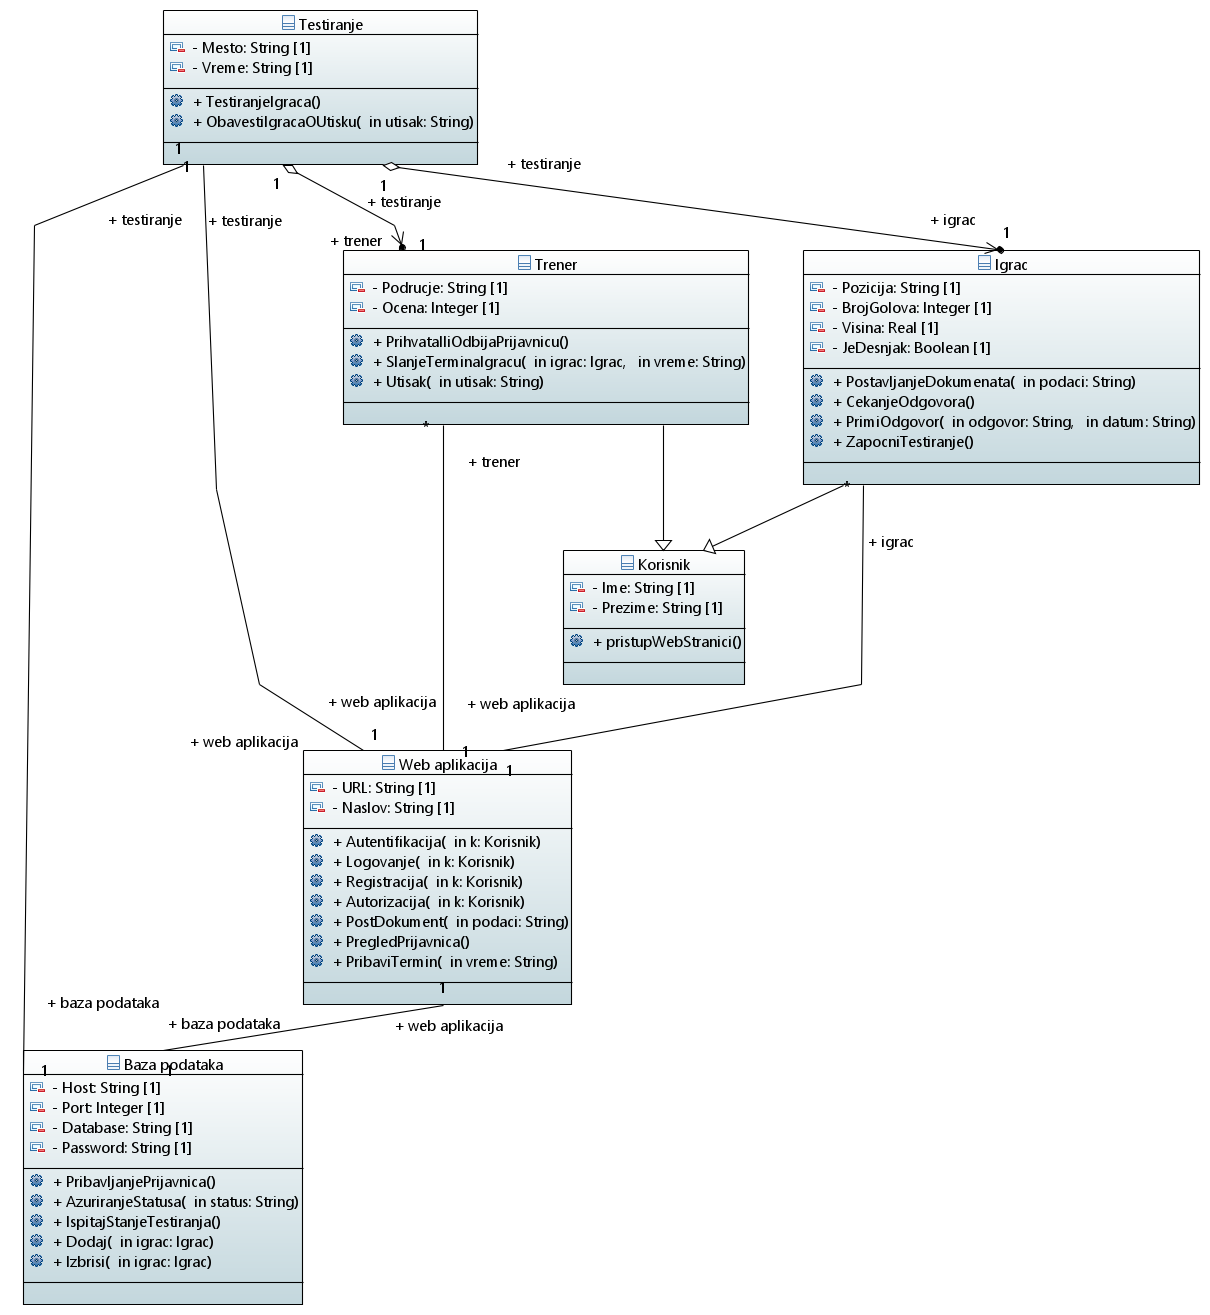 Testiranje
- Mesto: String [1]
- Vreme: String [1]
+ TestiranjeIgraca()
+ ObavestiIgracaOUtisku( in utisak: String)
1
1
1
1
+ testiranje
+ testiranje
+ testiranje
+ testiranje
+ trener
1
+ igrac
1
Trener
- Podrucje: String [1]
- Ocena: Integer [1]
+ PrihvatalliOdbijaPrijavnicu()
+ SlanjeTerminaIgracu( in igrac: Igrac, in vreme: String)
+ Utisak( in utisak: String)
*
+ trener
Igrac
- Pozicija: String [1]
- BrojGolova: Integer [1]
- Visina: Real [1]
- JeDesnjak: Boolean [1]
+ PostavljanjeDokumenata( in podaci: String)
+ CekanjeOdgovora()
+ PrimiOdgovor( in odgovor: String, in datum: String)
+ ZapocniTestiranje()
*
+ igrac
Korisnik
- Ime: String [1]
- Prezime: String [1]
+ pristupWebStranici()
+ web aplikacija
+ web aplikacija
+ web aplikacija
1
1
1
Web aplikacija
- URL: String [1]
- Naslov: String [1]
+ Autentifikacija( in k: Korisnik)
+ Logovanje( in k: Korisnik)
+ Registracija( in k: Korisnik)
+ Autorizacija( in k: Korisnik)
+ PostDokument( in podaci: String)
+ PregledPrijavnica()
+ PribaviTermin( in vreme: String)
1
+ baza podataka
+ baza podataka
+ web aplikacija
Baza podataka
1
1
- Host: String [1]
- Port: Integer [1]
- Database: String [1]
- Password: String [1]
+ PribavljanjePrijavnica()
+ AzuriranjeStatusa( in status: String)
+ IspitajStanjeTestiranja()
+ Dodaj( in igrac: Igrac)
+ Izbrisi( in igrac: Igrac)